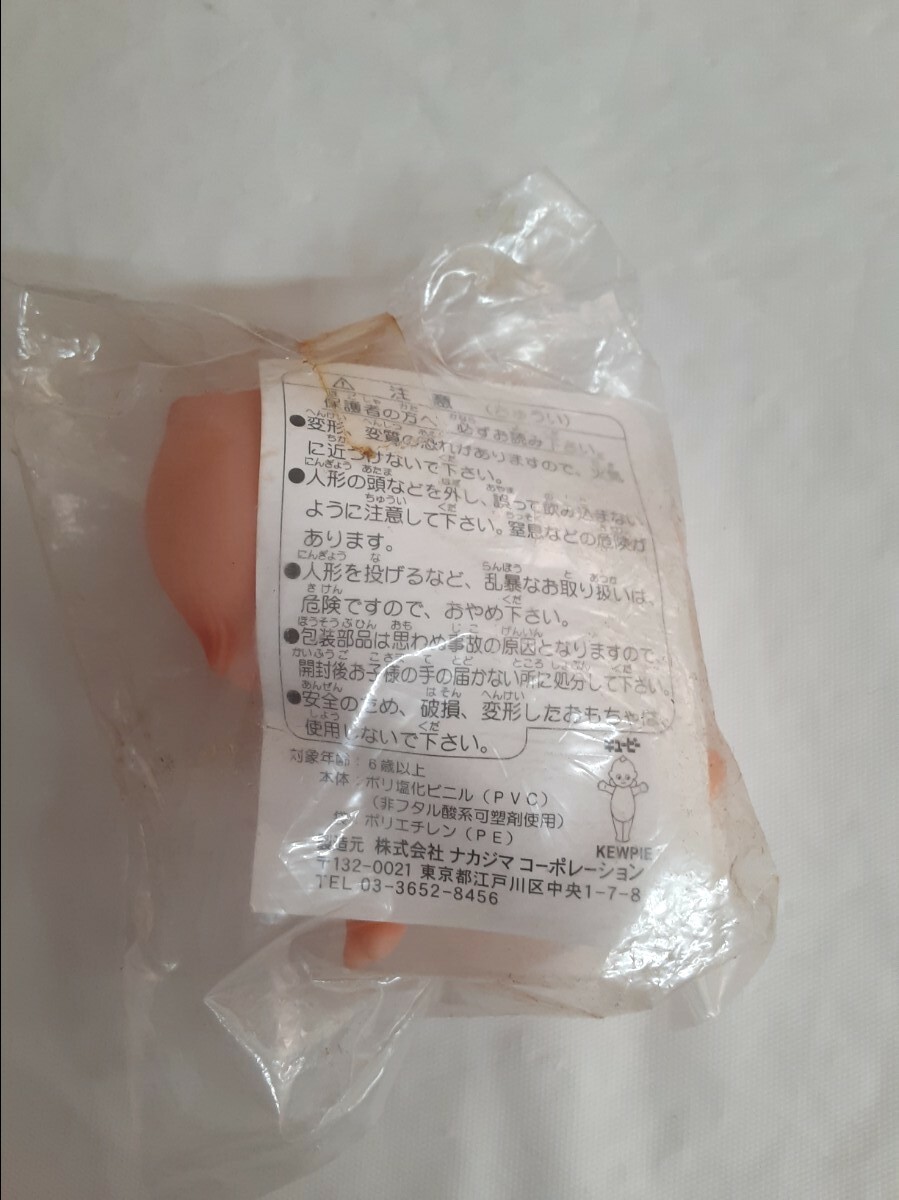 ⚠ 注意 (ちゅうい)
保護者の方へ、必ずお読み下さい。
●変形、変質の恐れがありますので、火気
に近づけないで下さい。
●人形の頭などを外し、誤って飲み込まない
ように注意して下さい。窒息などの危険が
あります。
●人形を投げるなど、乱暴なお取り扱いは、
危険ですので、おやめ下さい。
●包装部品は思わぬ事故の原因となりますので、
開封後お子様の手の届かない所に処分して下さい。
●安全のため、破損、変形したおもちゃは、
使用しないで下さい。
キューピー
対象年齢：6歳以上
本体：ポリ塩化ビニル(PVC)
(非フタル酸系可塑剤使用)
袋：ポリエチレン(PE)
KEWPIE
製造元 株式会社 ナカジマ コーポレーション
〒132-0021 東京都江戸川区中央1-7-8
TEL 03-3652-8456